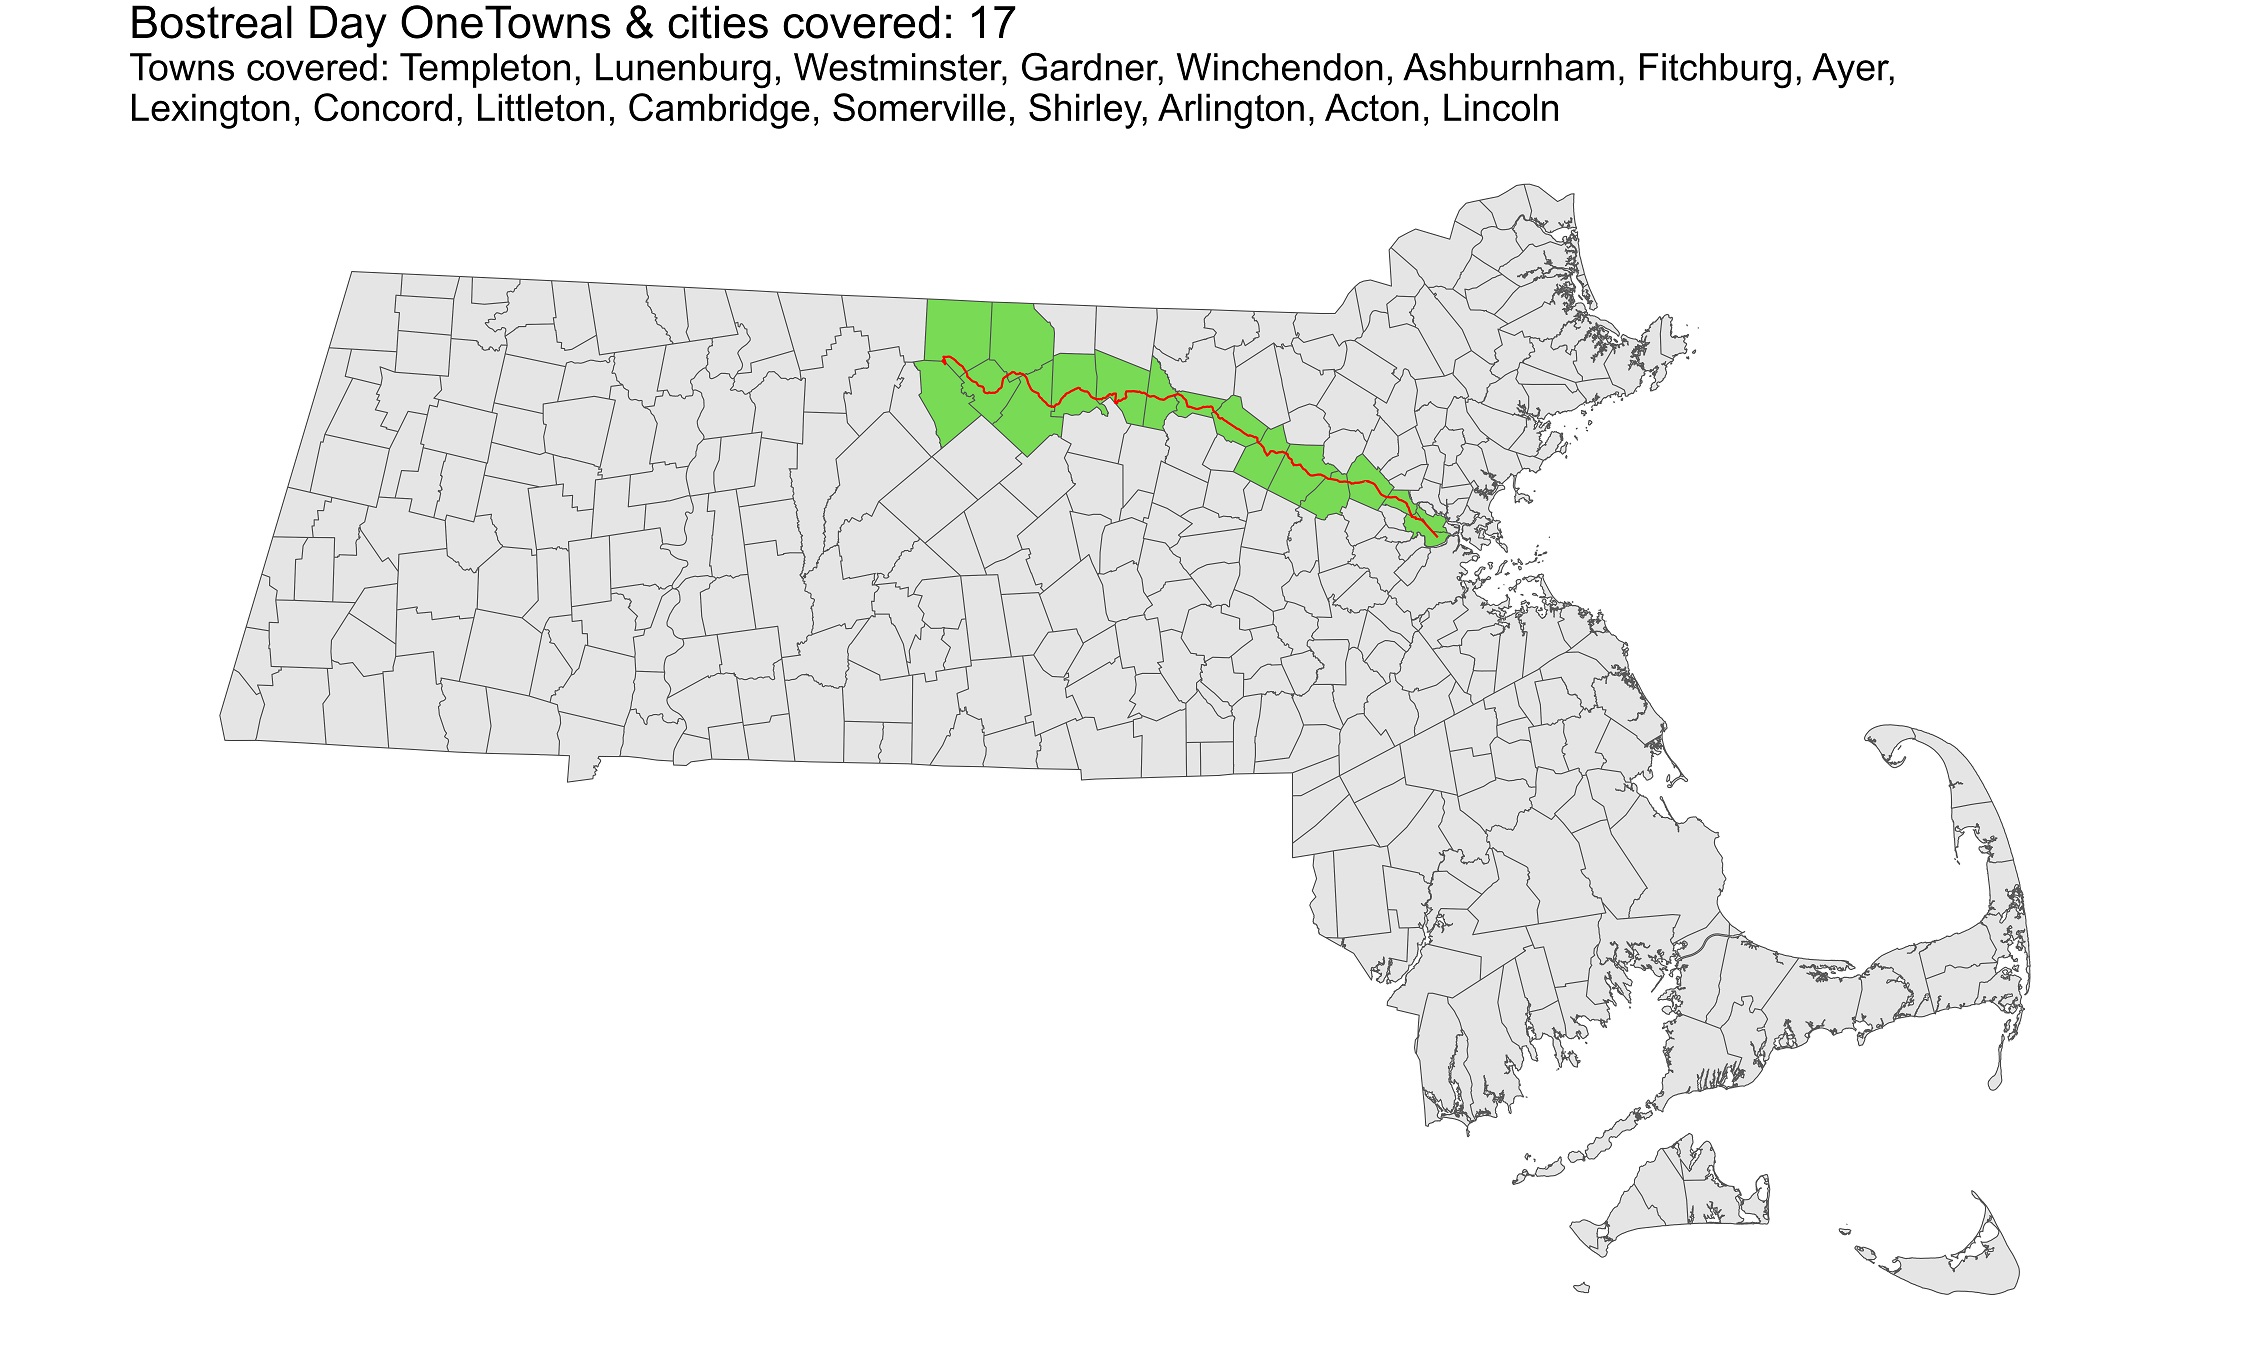 Bostreal Day OneTowns & cities covered: 17
Towns covered: Templeton, Lunenburg, Westminster, Gardner, Winchendon, Ashburnham, Fitchburg, Ayer,
Lexington, Concord, Littleton, Cambridge, Somerville, Shirley, Arlington, Acton, Lincoln